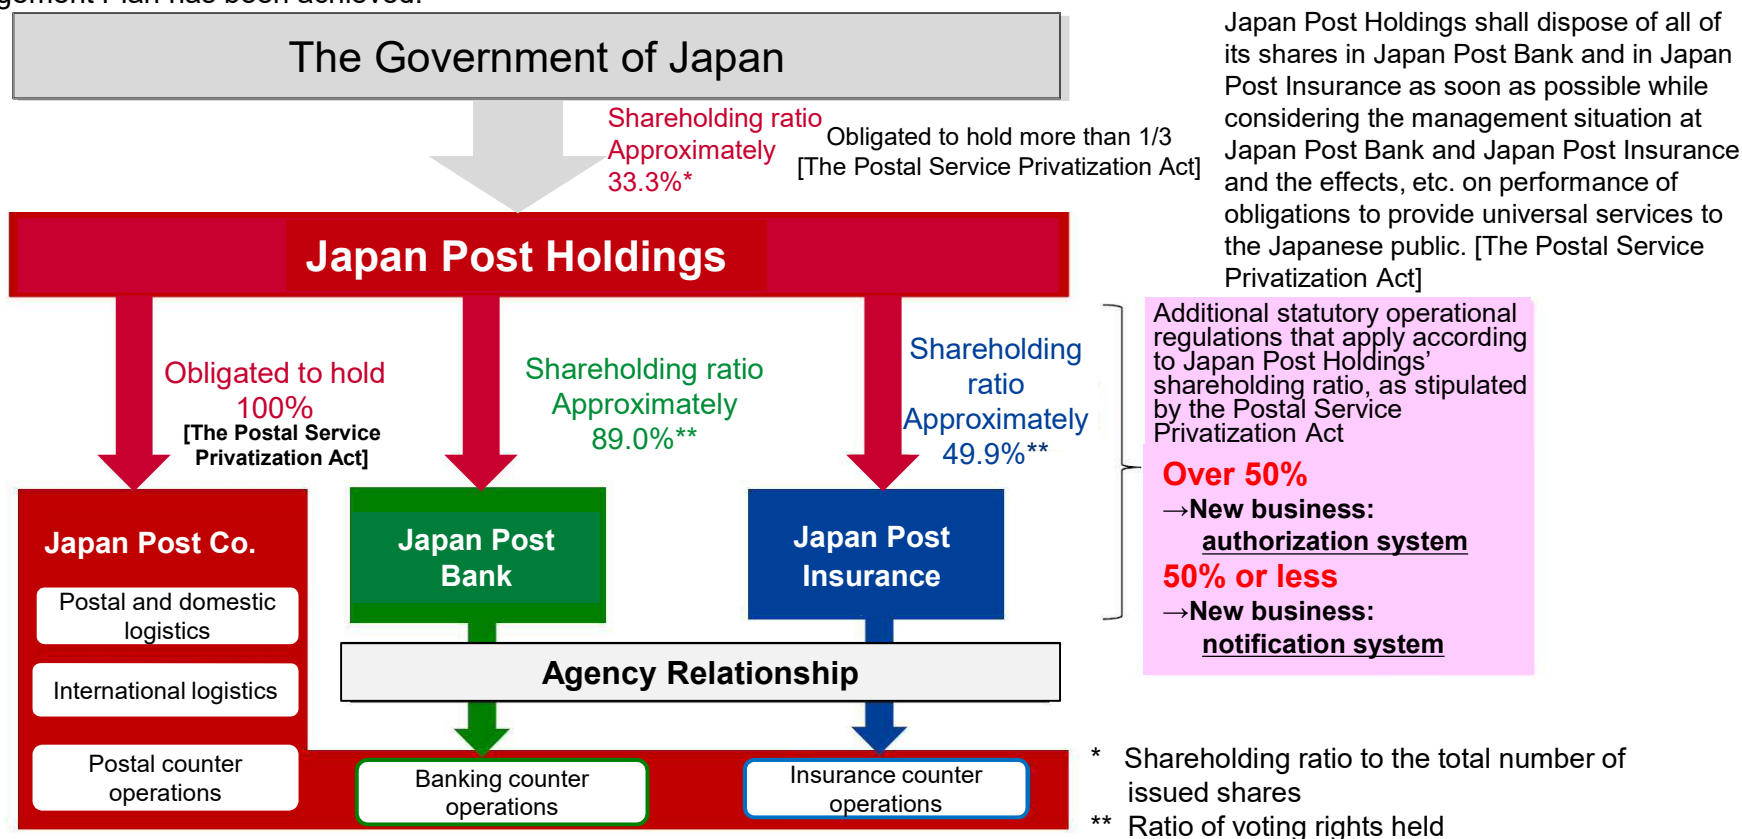 gement Plan has been achieved.
The Government of Japan
Shareholding ratio
Approximately
33.3%*
Obligated to hold more than 1/3
[The Postal Service Privatization Act]
Japan Post Holdings shall dispose of all of
its shares in Japan Post Bank and in Japan
Post Insurance as soon as possible while
considering the management situation at
Japan Post Bank and Japan Post Insurance
and the effects, etc. on performance of
obligations to provide universal services to
the Japanese public. [The Postal Service
Privatization Act]
Japan Post Holdings
Obligated to hold
100%
[The Postal Service
Privatization Act]
Shareholding ratio
Approximately
89.0%**
Shareholding
ratio
Approximately
49.9%**
Additional statutory operational
regulations that apply according
to Japan Post Holdings’
shareholding ratio, as stipulated
by the Postal Service
Privatization Act
Over 50%
→New business:
authorization system
50% or less
→New business:
notification system
Japan Post Co.
Postal and domestic
logistics
International logistics
Postal counter
operations
Japan Post
Bank
Japan Post
Insurance
Agency Relationship
Banking counter
operations
Insurance counter
operations
* Shareholding ratio to the total number of
issued shares
** Ratio of voting rights held